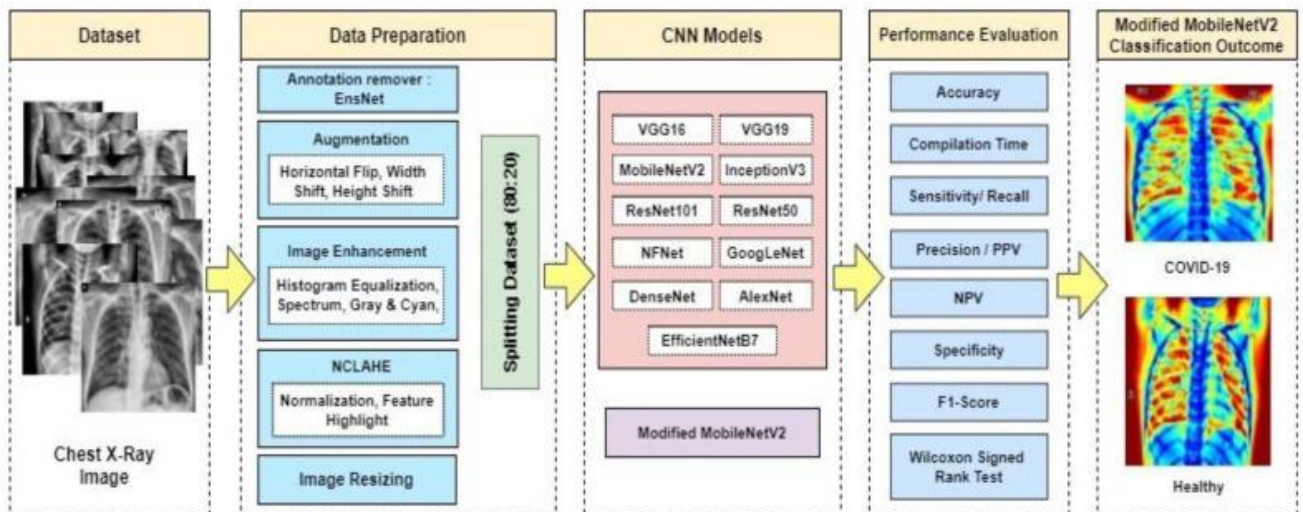 Dataset
Chest X-Ray
Image
Data Preparation
Annotation remover :
EnsNet
Augmentation
Horizontal Flip, Width
Shift, Height Shift
Image Enhancement
Histogram Equalization,
Spectrum, Gray & Cyan,
NCLAHE
Normalization, Feature
Highlight
Image Resizing
Splitting Dataset (80:20)
CNN Models
VGG16
VGG19
MobileNetV2
InceptionV3
ResNet101
ResNet50
NFNet
GoogLeNet
DenseNet
AlexNet
EfficientNetB7
Modified MobileNetV2
Performance Evaluation
Accuracy
Compilation Time
Sensitivity/ Recall
Precision / PPV
NPV
Specificity
F1-Score
Wilcoxon Signed
Rank Test
Modified MobileNetV2
Classification Outcome
COVID-19
Healthy